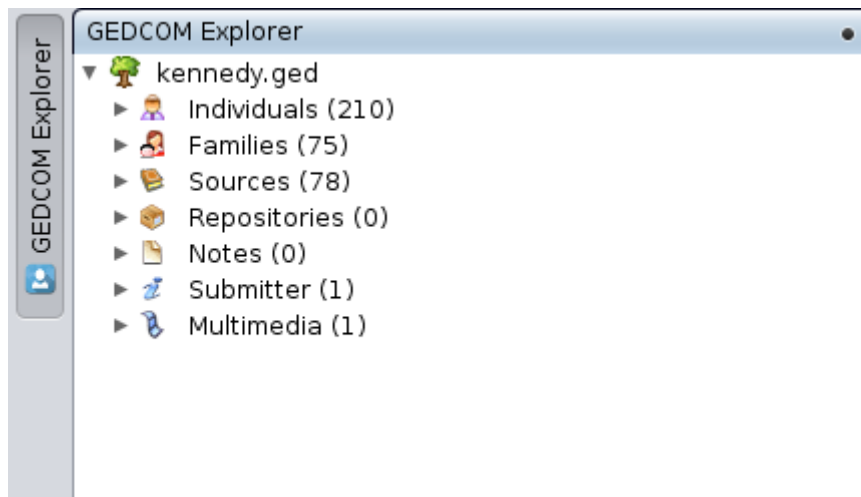 GEDCOM Explorer
GEDCOM Explorer
kennedy.ged
Individuals (210)
Families (75)
Sources (78)
Repositories (0)
Notes (0)
Submitter (1)
Multimedia (1)